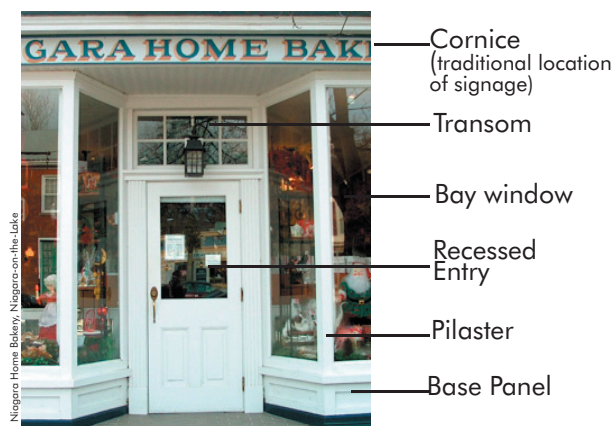 GARA HOME BAKI
Cornice
(traditional location
of signage)
Transom
Bay window
Recessed
Entry
Pilaster
Base Panel
Niagara Home Bakery, Niagara-on-the-Lake